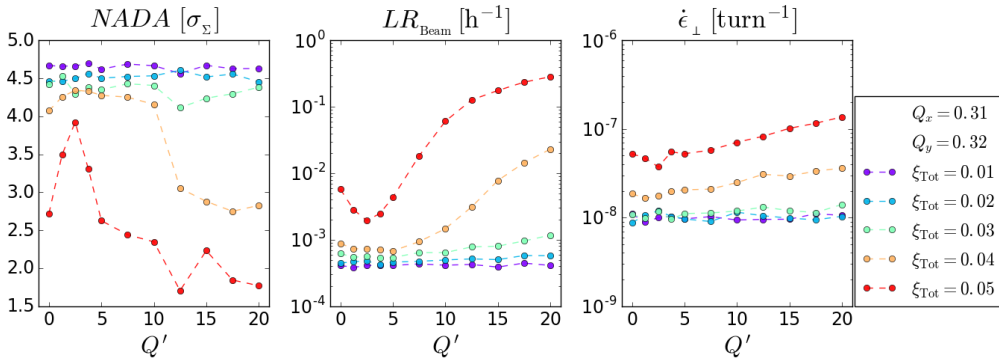 NADA [σ_Σ]
5.0
4.5
4.0
3.5
3.0
2.5
2.0
1.5
0 5 10 15 20
Q′
LR_Beam [h⁻¹]
10⁰
10⁻¹
10⁻²
10⁻³
10⁻⁴
0 5 10 15 20
Q′
ϵ̇_⊥ [turn⁻¹]
10⁻⁶
10⁻⁷
10⁻⁸
10⁻⁹
0 5 10 15 20
Q′
Q_x = 0.31
Q_y = 0.32
ξ_Tot = 0.01
ξ_Tot = 0.02
ξ_Tot = 0.03
ξ_Tot = 0.04
ξ_Tot = 0.05